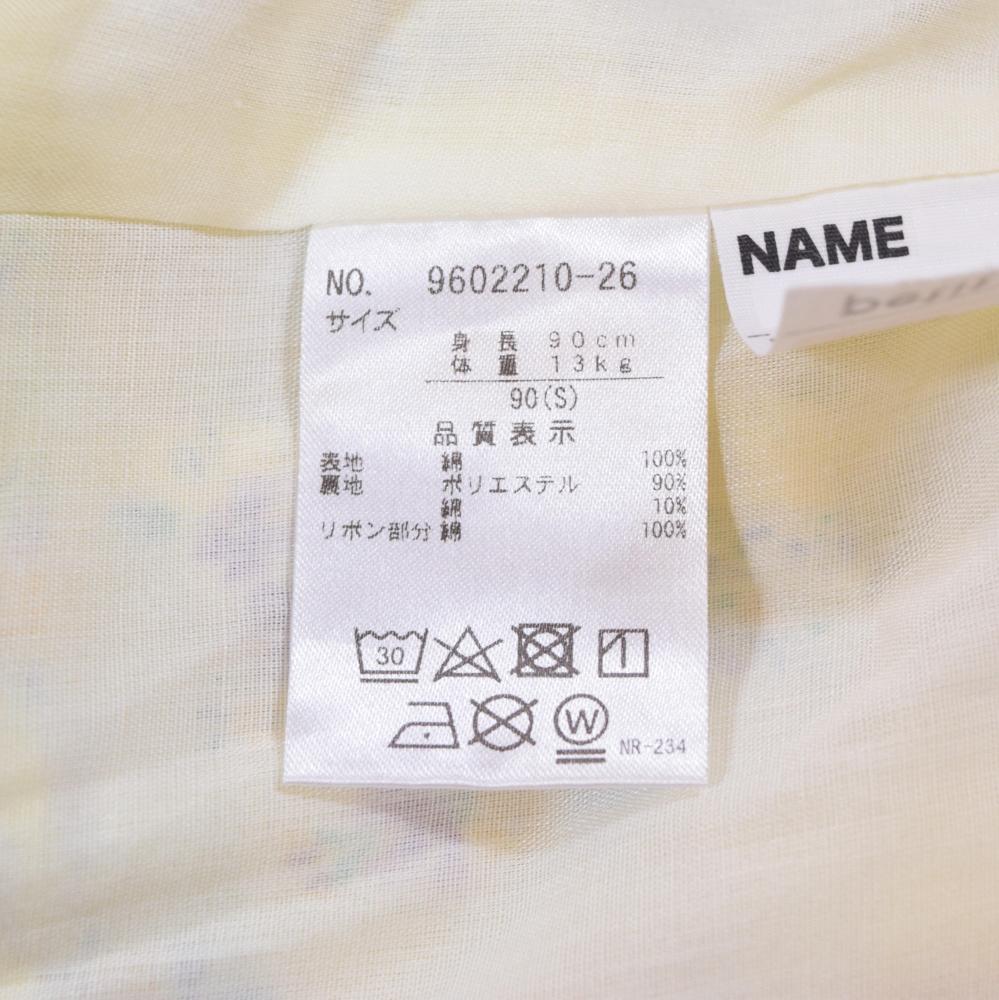 NO. 9602210-26
サイズ
身 長 90cm
体 重 13kg
90(S)
品質表示
表地 綿 100%
裏地 ポリエステル 90%
綿 10%
リボン部分 綿 100%
30
W
NR-234
NAME